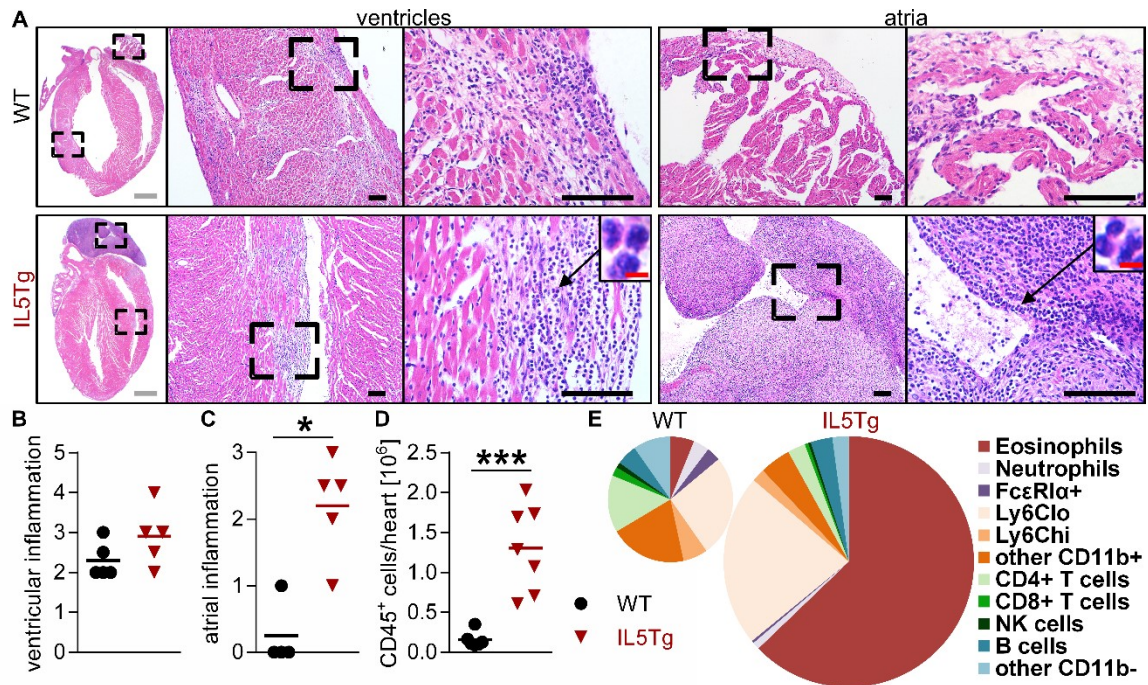 A
ventricles
atria
WT
IL5Tg
B
ventricular inflammation
5
4
3
2
1
0
C
atrial inflammation
*
3
2
1
0
D
CD45⁺ cells/heart [10⁶]
***
2.5
2.0
1.5
1.0
0.5
0.0
WT
IL5Tg
E
WT
IL5Tg
Eosinophils
Neutrophils
FcεRIα+
Ly6Clo
Ly6Chi
other CD11b+
CD4+ T cells
CD8+ T cells
NK cells
B cells
other CD11b-